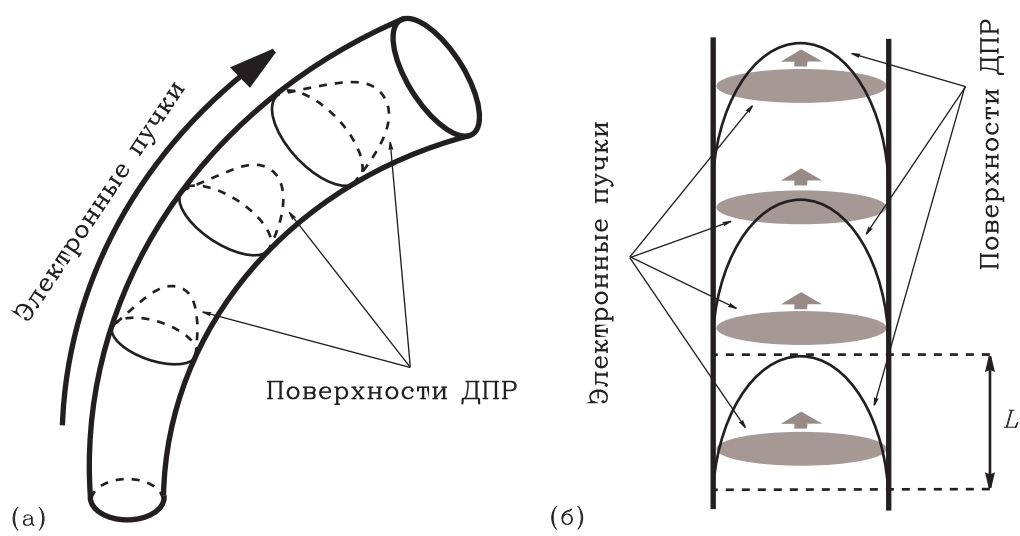 Электронные пучки
Поверхности ДПР
(а)
Электронные пучки
Поверхности ДПР
L
(б)